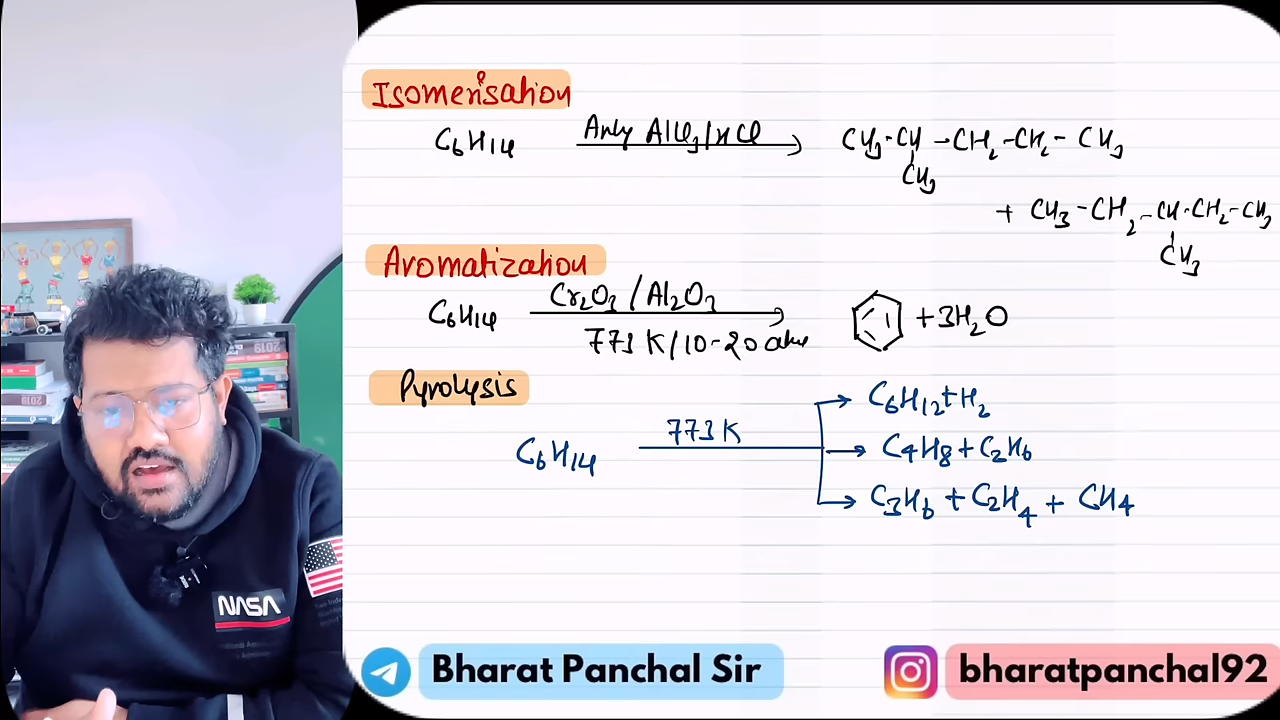 Isomerisation
C6H14 Anhy AlCl3/HCl CH3-CH-CH2-CH2-CH3
CH3
+ CH3-CH2-CH-CH2-CH3
CH3
Aromatization
C6H14 Cr2O3 / Al2O3 + 3H2O
773 K / 10-20 atm
Pyrolysis
C6H14 773 K
C6H12 + H2
C4H8 + C2H6
C3H6 + C2H4 + CH4
2019
NASA
Bharat Panchal Sir
bharatpanchal92